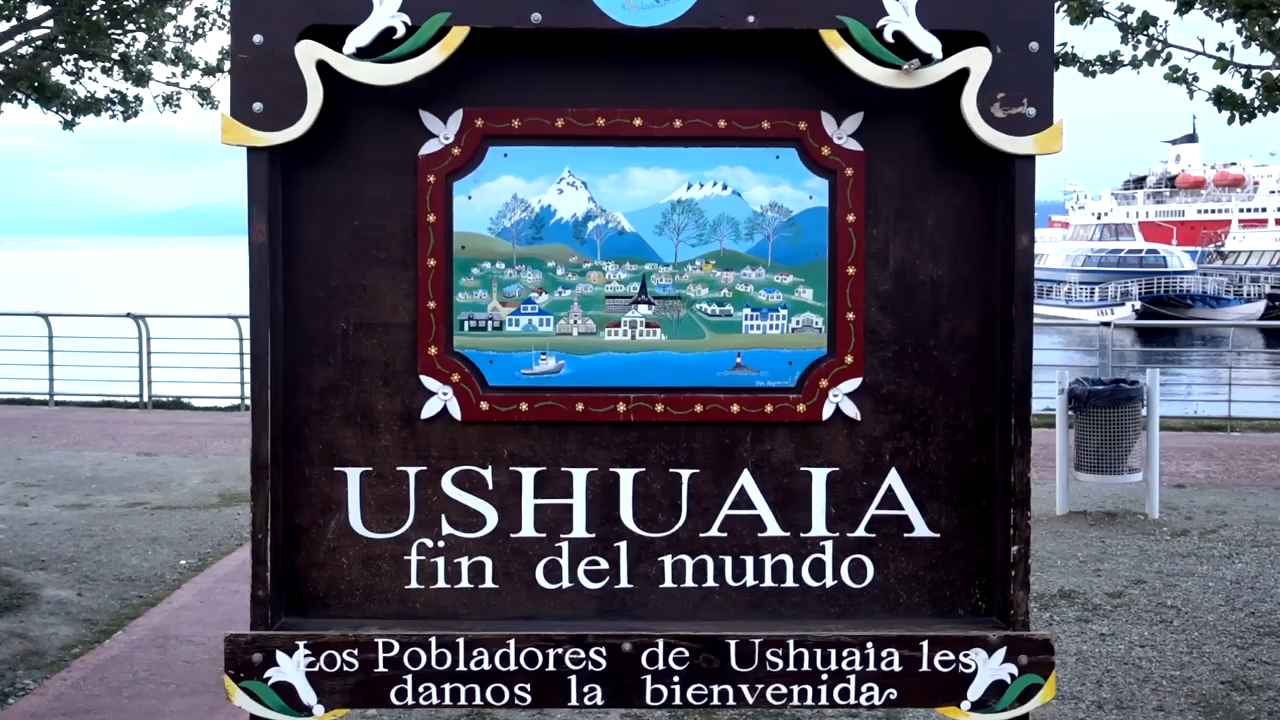 USHUAIA
fin del mundo
Los Pobladores de Ushuaia les
damos la bienvenida